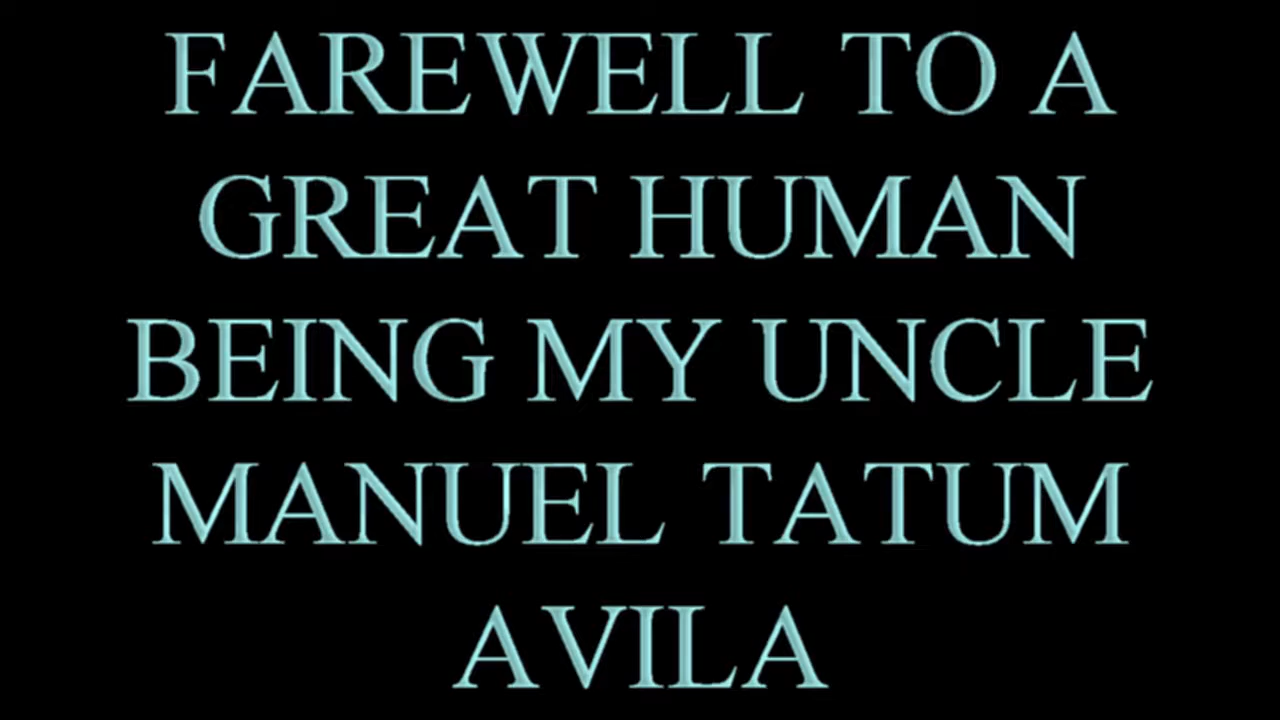 FAREWELL TO A
GREAT HUMAN
BEING MY UNCLE
MANUEL TATUM
AVILA